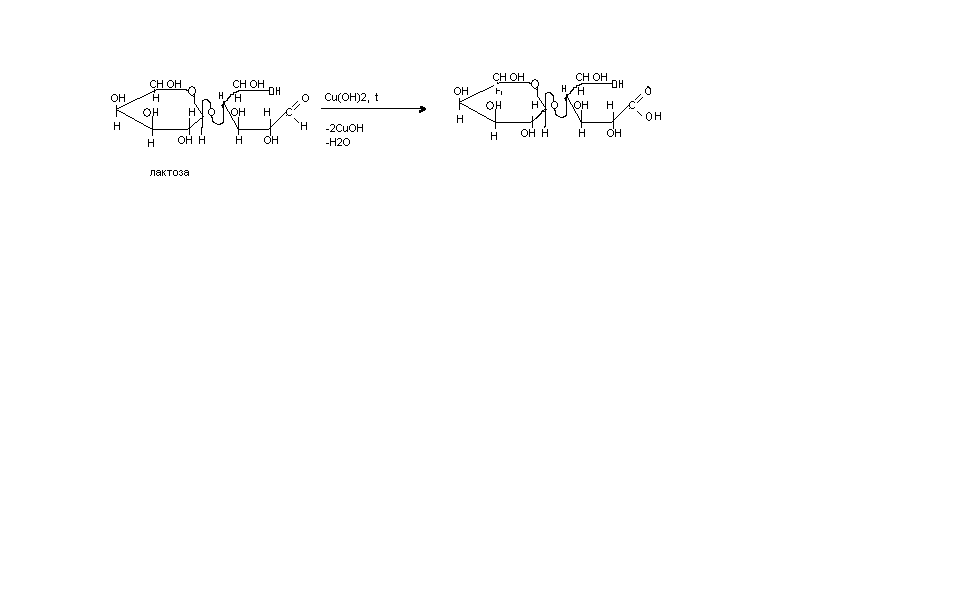 CH OH O CH OH OH
OH H H H O
OH H O OH H C
H H
H OH H H OH
лактоза
Cu(OH)2, t
-2CuOH
-H2O
CH OH O CH OH OH
OH H H H O
OH H O OH H C
H OH
H OH H H OH